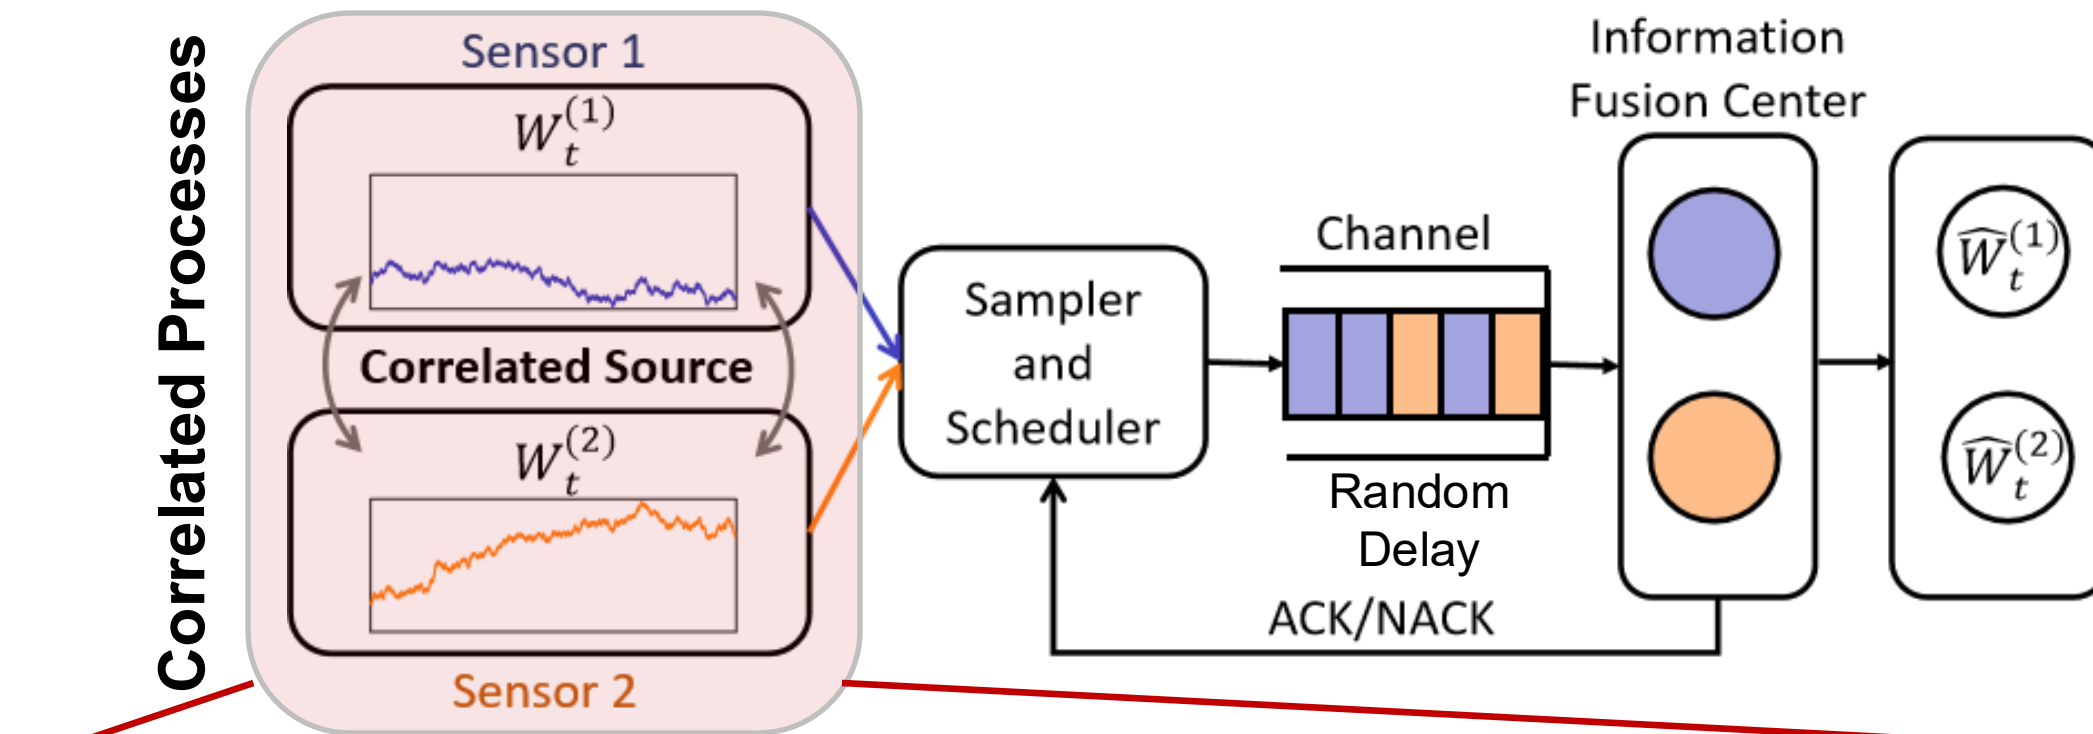 Correlated Processes
Sensor 1
W_t^{(1)}
Correlated Source
W_t^{(2)}
Sensor 2
Sampler
and
Scheduler
Channel
Random
Delay
ACK/NACK
Information
Fusion Center
\widehat{W}_t^{(1)}
\widehat{W}_t^{(2)}